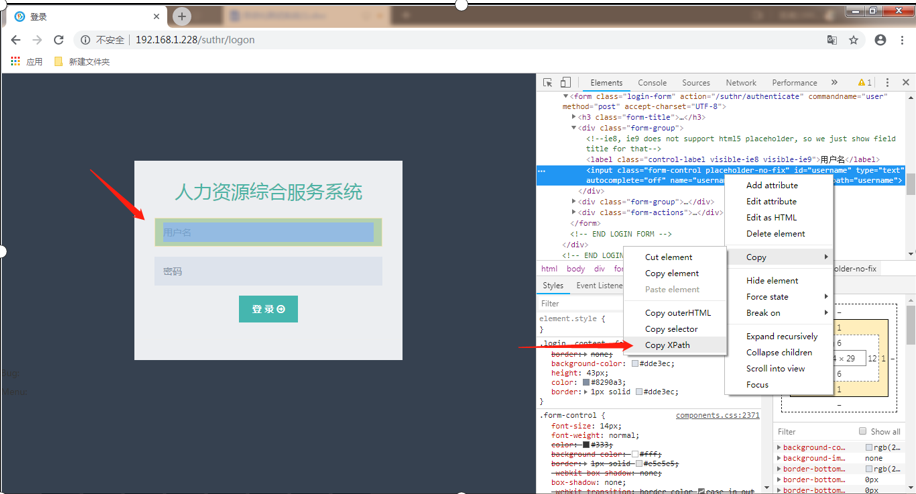 登录
不安全 | 192.168.1.228/suthr/logon
应用 新建文件夹
人力资源综合服务系统
用户名
密码
登 录
Elements Console Sources Network Performance » 1
<form class="login-form" action="/suthr/authenticate" commandname="user"
method="post" accept-charset="UTF-8">
<h3 class="form-title">…</h3>
<div class="form-group">
<!--ie8, ie9 does not support html5 placeholder, so we just show field
title for that-->
<label class="control-label visible-ie8 visible-ie9">用户名</label>
<input class="form-control placeholder-no-fix" id="username" type="text"
autocomplete="off" name="usern
path="username">
</div>
<div class="form-group">…</div>
<div class="form-actions">…</div>
</form>
<!-- END LOGIN FORM -->
</div>
<!-- END LOGIN
html body div
older-no-fix
Add attribute
Edit attribute
Edit as HTML
Delete element
Copy
Hide element
Force state
Break on
Expand recursively
Collapse children
Scroll into view
Focus
Cut element
Copy element
Paste element
Copy outerHTML
Copy selector
Copy XPath
Styles Event Listene
Filter
element.style {
}
.login .content
border: none;
background-color: #dde3ec;
height: 43px;
color: #8290a3;
border: 1px solid #dde3ec;
}
.form-control { components.css:2371
font-size: 14px;
font-weight: normal;
color: #333;
background-color: #fff;
border: 1px solid #e5e5e5;
-webkit-box-shadow: none;
box-shadow: none;
-webkit-transition: border-color ease-in-out
–
1
6
× 29 12 1 –
6
1
–
Filter Show all
background-co… rgb(2…
background-im… none
border-bottom… rgb(2…
border-bottom… 0px
border-bottom… 0px